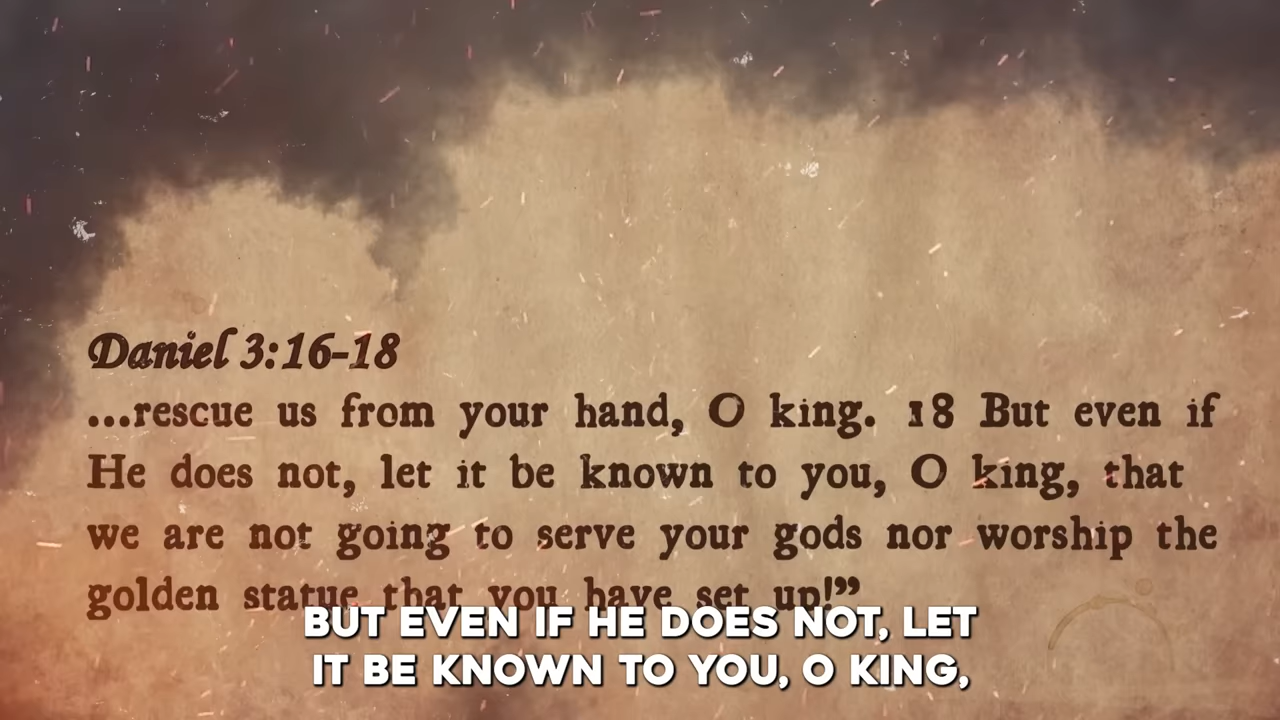 Daniel 3:16-18
...rescue us from your hand, O king. 18 But even if
He does not, let it be known to you, O king, that
we are not going to serve your gods nor worship the
golden statue that you have set up!”
BUT EVEN IF HE DOES NOT, LET
IT BE KNOWN TO YOU, O KING,